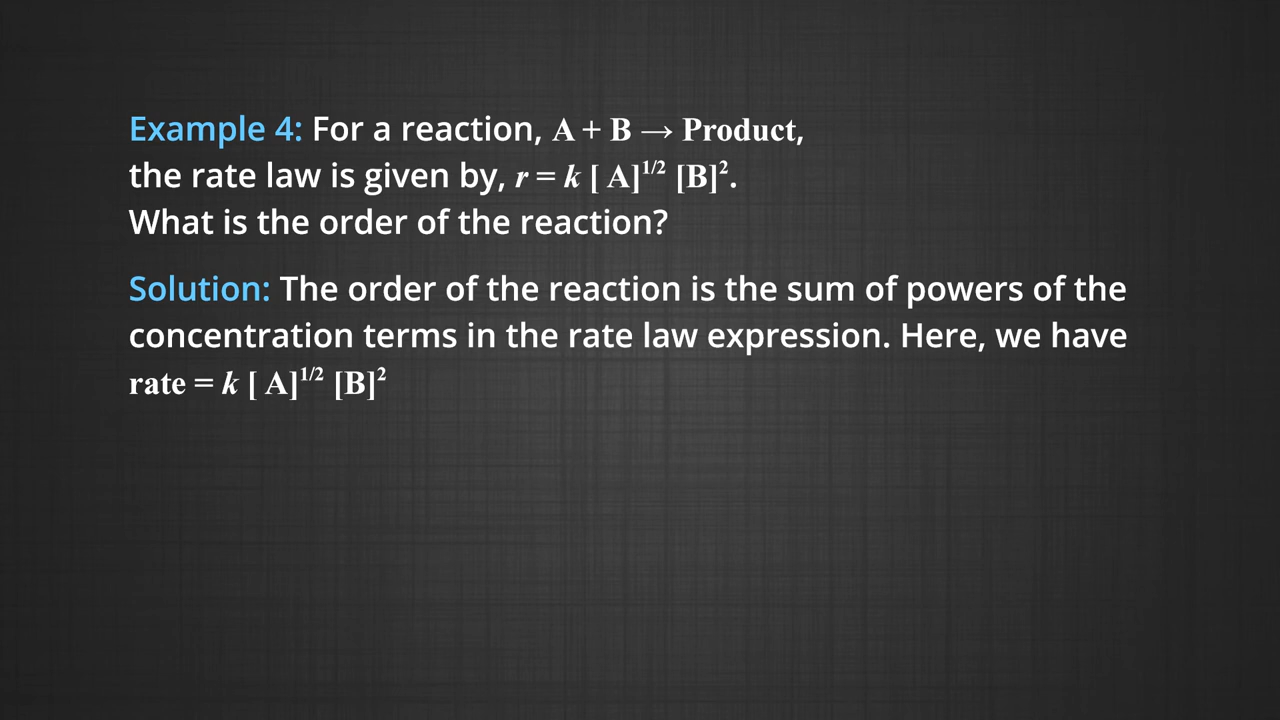 Example 4: For a reaction, A + B → Product,
the rate law is given by, r = k [ A]^1/2 [B]^2.
What is the order of the reaction?
Solution: The order of the reaction is the sum of powers of the
concentration terms in the rate law expression. Here, we have
rate = k [ A]^1/2 [B]^2